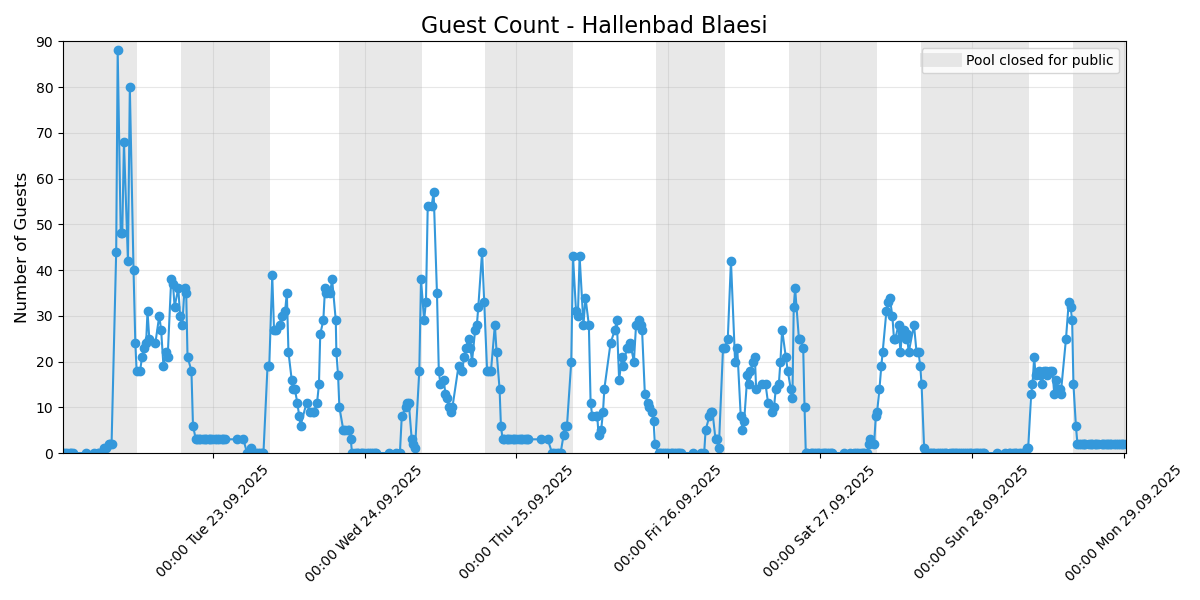 Guest Count - Hallenbad Blaesi
Pool closed for public
Number of Guests
90
80
70
60
50
40
30
20
10
0
00:00 Tue 23.09.2025
00:00 Wed 24.09.2025
00:00 Thu 25.09.2025
00:00 Fri 26.09.2025
00:00 Sat 27.09.2025
00:00 Sun 28.09.2025
00:00 Mon 29.09.2025